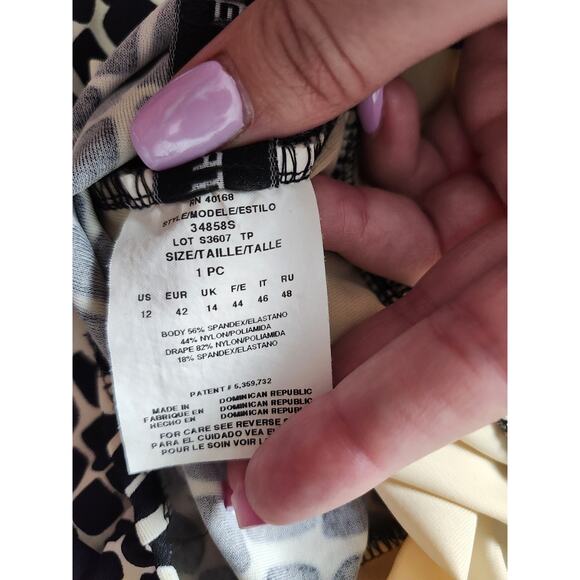 RN 40168
STYLE/MODELE/ESTILO
34858S
LOT S3607 TP
SIZE/TAILLE/TALLE
1 PC
US EUR UK F/E IT RU
12 42 14 44 46 48
BODY 56% SPANDEX/ELASTANO
44% NYLON/POLIAMIDA
DRAPE 82% NYLON/POLIAMIDA
18% SPANDEX/ELASTANO
PATENT # 5,359,732
MADE IN DOMINICAN REPUBLIC
FABRIQUE EN DOMINICAN REPUBLIC
HECHO EN DOMINICAN REPUBLIC
FOR CARE SEE REVERSE
PARA EL CUIDADO VEA
POUR LE SOIN VOIR LE